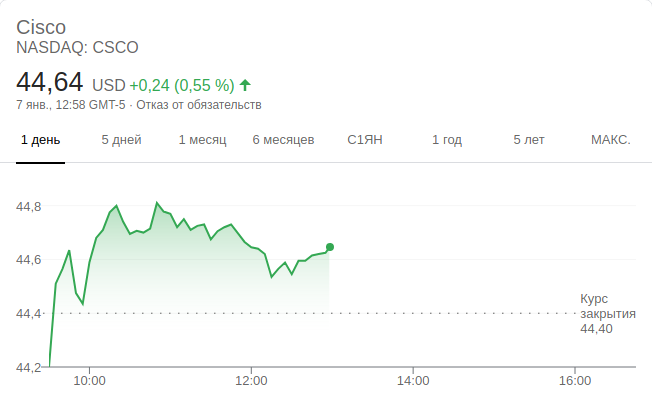 Cisco
NASDAQ: CSCO
44,64 USD +0,24 (0,55 %)
7 янв., 12:58 GMT-5 · Отказ от обязательств
1 день 5 дней 1 месяц 6 месяцев С1ЯН 1 год 5 лет МАКС.
44,8
44,6
44,4
44,2
Курс
закрытия
44,40
10:00 12:00 14:00 16:00